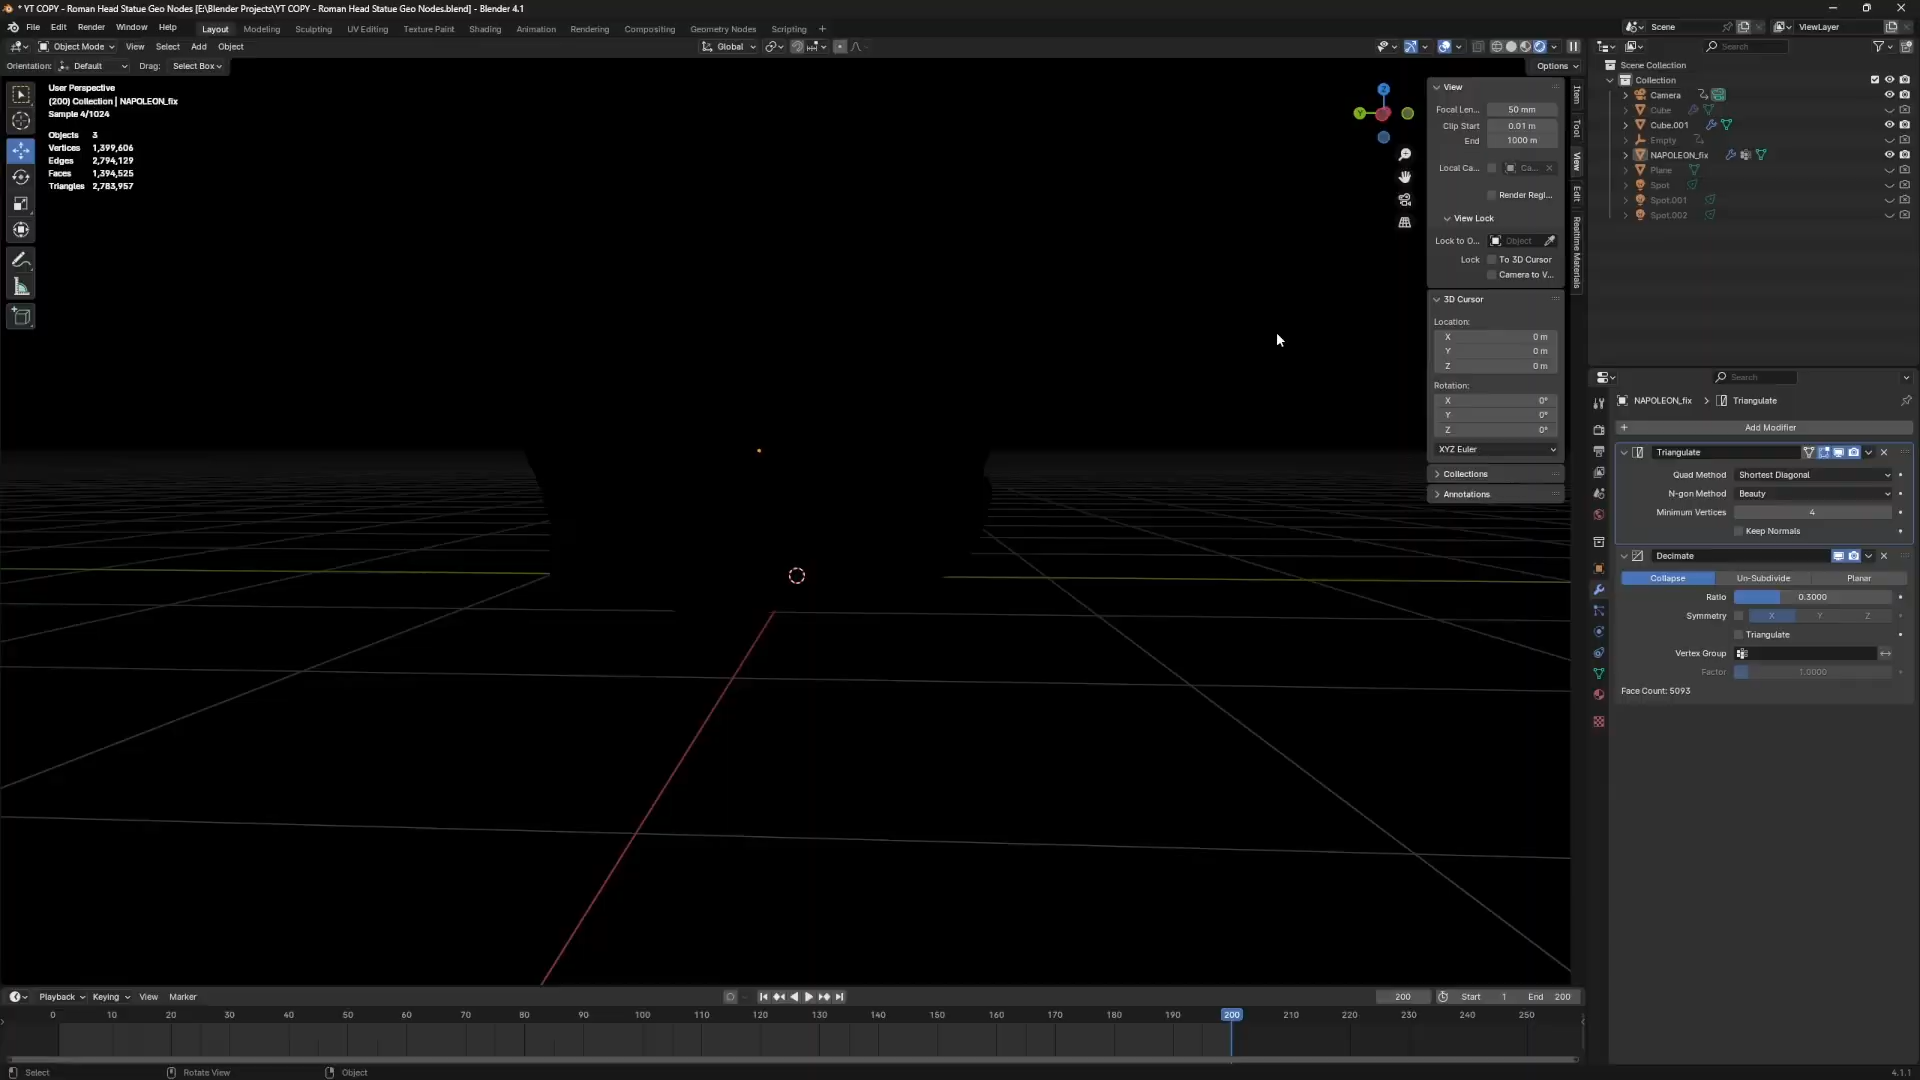 * YT COPY - Roman Head Statue Geo Nodes [E:\Blender Projects\YT COPY - Roman Head Statue Geo Nodes.blend] - Blender 4.1
File Edit Render Window Help Layout Modeling Sculpting UV Editing Texture Paint Shading Animation Rendering Compositing Geometry Nodes Scripting + Scene ViewLayer
Object Mode View Select Add Object Global Search
Orientation: Default Drag: Select Box Options
User Perspective
(200) Collection | NAPOLEON_fix
Sample 4/1024
Objects 3
Vertices 1,399,606
Edges 2,794,129
Faces 1,394,525
Triangles 2,783,957
Z
Y
View
Focal Len... 50 mm
Clip Start 0.01 m
End 1000 m
Local Ca... Ca...
Render Regi...
View Lock
Lock to O... Object
Lock To 3D Cursor
Camera to V...
3D Cursor
Location:
X 0 m
Y 0 m
Z 0 m
Rotation:
X 0°
Y 0°
Z 0°
XYZ Euler
Collections
Annotations
Item
Tool
View
Edit
Realtime Materials
Scene Collection
Collection
Camera
Cube
Cube.001
Empty
NAPOLEON_fix
Plane
Spot
Spot.001
Spot.002
Search
NAPOLEON_fix > Triangulate
+ Add Modifier
Triangulate
Quad Method Shortest Diagonal
N-gon Method Beauty
Minimum Vertices 4
Keep Normals
Decimate
Collapse Un-Subdivide Planar
Ratio 0.3000
Symmetry X Y Z
Triangulate
Vertex Group
Factor 1.0000
Face Count: 5093
Playback Keying View Marker 200 Start 1 End 200
0 10 20 30 40 50 60 70 80 90 100 110 120 130 140 150 160 170 180 190 200 210 220 230 240 250
Select Rotate View Object 4.1.1